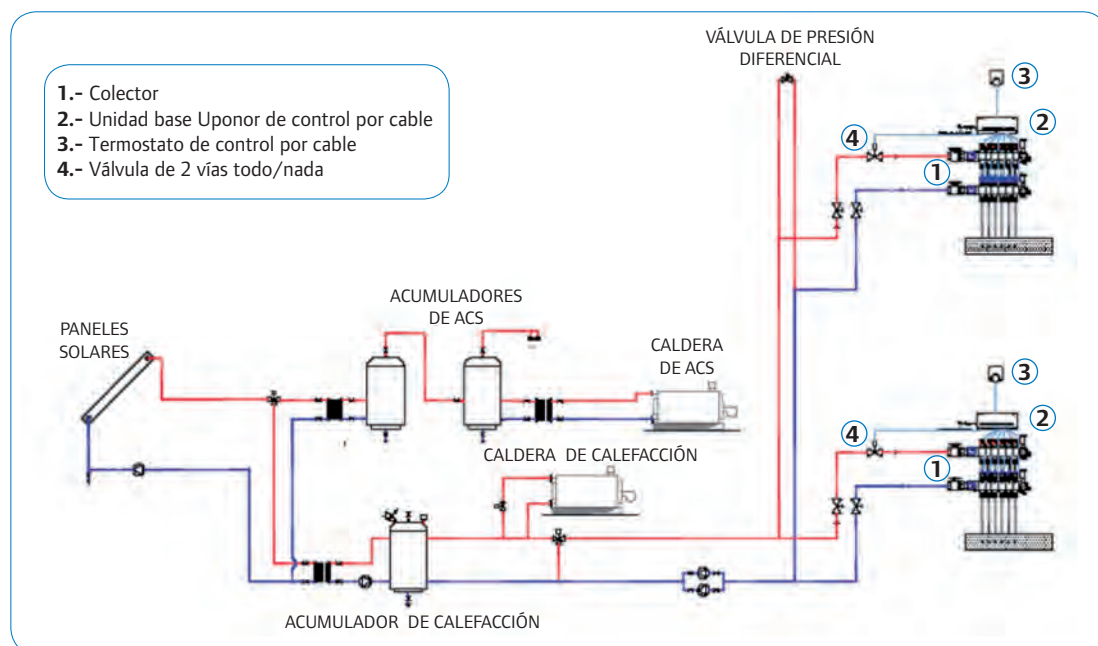 VÁLVULA DE PRESIÓN
DIFERENCIAL
1.- Colector
2.- Unidad base Uponor de control por cable
3.- Termostato de control por cable
4.- Válvula de 2 vías todo/nada
3
2
4
1
ACUMULADORES
DE ACS
PANELES
SOLARES
CALDERA
DE ACS
3
2
4
1
CALDERA DE CALEFACCIÓN
ACUMULADOR DE CALEFACCIÓN